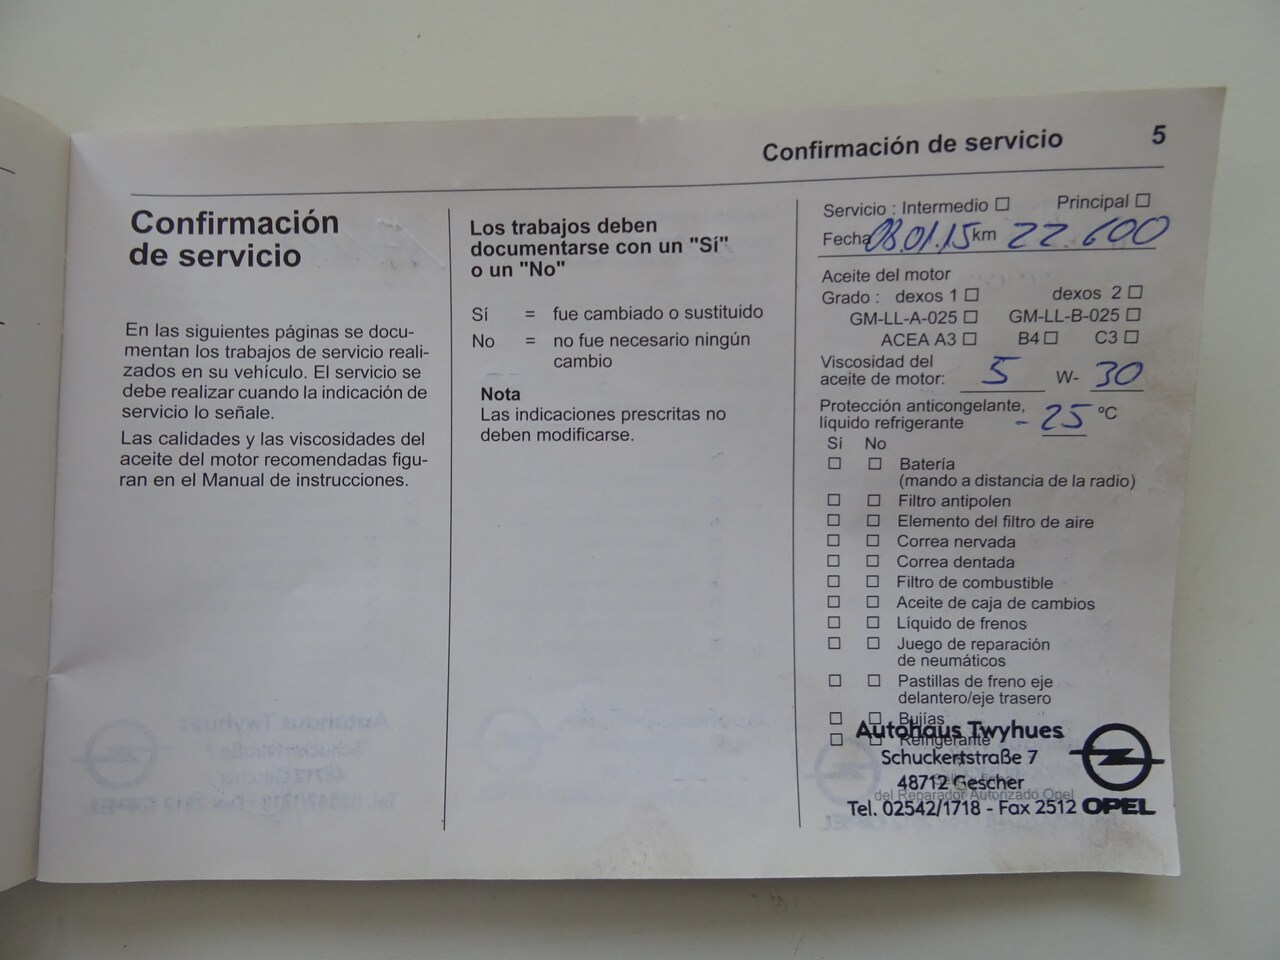 Confirmación de servicio 5
Confirmación
de servicio
En las siguientes páginas se docu-
mentan los trabajos de servicio reali-
zados en su vehículo. El servicio se
debe realizar cuando la indicación de
servicio lo señale.
Las calidades y las viscosidades del
aceite del motor recomendadas figu-
ran en el Manual de instrucciones.
Los trabajos deben
documentarse con un "Sí"
o un "No"
Sí = fue cambiado o sustituído
No = no fue necesario ningún
cambio
Nota
Las indicaciones prescritas no
deben modificarse.
Servicio : Intermedio ☐ Principal ☐
Fecha 08.01.15 km 22.600
Aceite del motor
Grado : dexos 1 ☐ dexos 2 ☐
GM-LL-A-025 ☐ GM-LL-B-025 ☐
ACEA A3 ☐ B4 ☐ C3 ☐
Viscosidad del
aceite de motor: 5 W- 30
Protección anticongelante,
líquido refrigerante - 25 ºC
Sí No
☐ ☐ Batería
(mando a distancia de la radio)
☐ ☐ Filtro antipolen
☐ ☐ Elemento del filtro de aire
☐ ☐ Correa nervada
☐ ☐ Correa dentada
☐ ☐ Filtro de combustible
☐ ☐ Aceite de caja de cambios
☐ ☐ Líquido de frenos
☐ ☐ Juego de reparación
de neumáticos
☐ ☐ Pastillas de freno eje
delantero/eje trasero
☐ ☐ Bujías
☐ ☐ Refrigerante
del Reparador Autorizado Opel
Autohaus Twyhues
Schuckertstraße 7
48712 Gescher
Tel. 02542/1718 - Fax 2512
OPEL